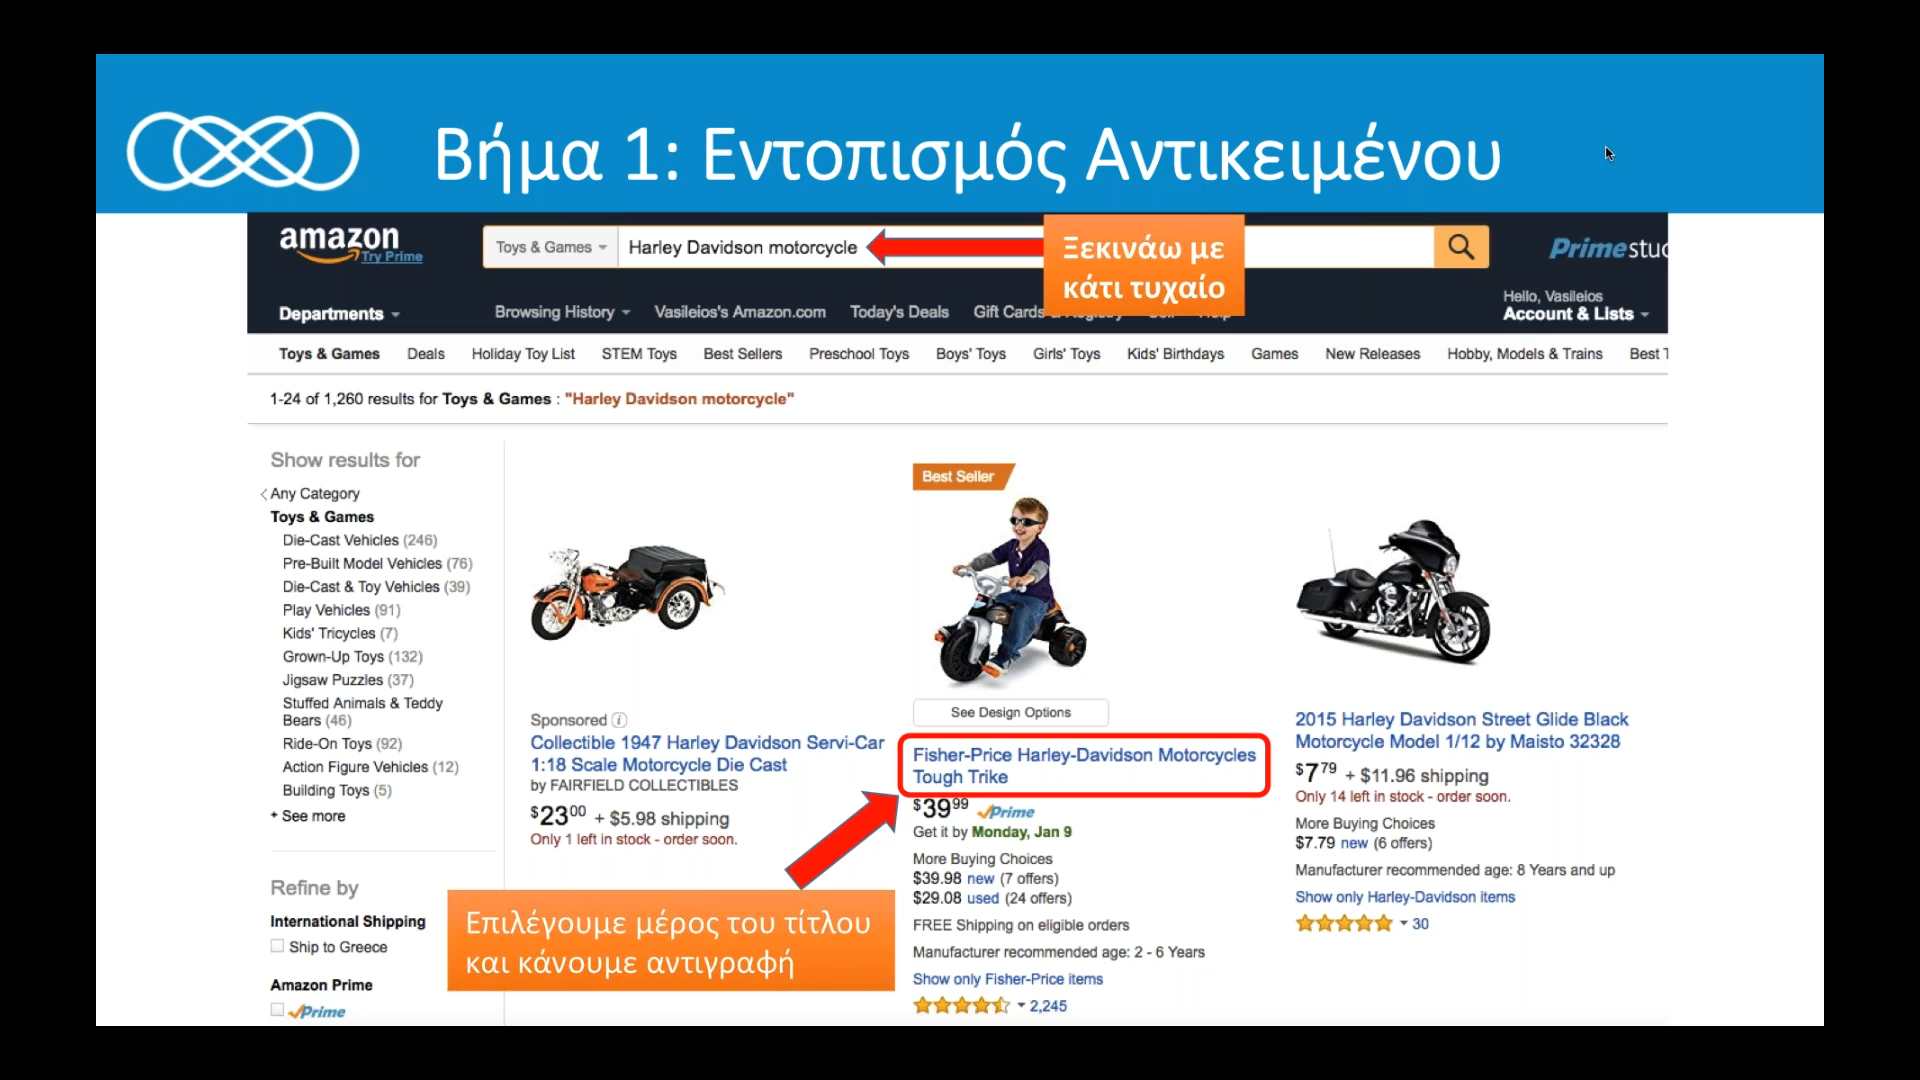 Βήμα 1: Εντοπισμός Αντικειμένου
amazon
Try Prime
Toys & Games
Harley Davidson motorcycle
Ξεκινάω με
κάτι τυχαίο
Prime
Departments
Browsing History
Vasileios's Amazon.com
Today's Deals
Gift Cards
Hello, Vasileios
Account & Lists
Toys & Games
Deals
Holiday Toy List
STEM Toys
Best Sellers
Preschool Toys
Boys' Toys
Girls' Toys
Kids' Birthdays
Games
New Releases
Hobby, Models & Trains
Best
1-24 of 1,260 results for Toys & Games : "Harley Davidson motorcycle"
Show results for
Any Category
Toys & Games
Die-Cast Vehicles (246)
Pre-Built Model Vehicles (76)
Die-Cast & Toy Vehicles (39)
Play Vehicles (91)
Kids' Tricycles (7)
Grown-Up Toys (132)
Jigsaw Puzzles (37)
Stuffed Animals & Teddy
Bears (46)
Ride-On Toys (92)
Action Figure Vehicles (12)
Building Toys (5)
+ See more
Refine by
International Shipping
Ship to Greece
Amazon Prime
Prime
Sponsored
Collectible 1947 Harley Davidson Servi-Car
1:18 Scale Motorcycle Die Cast
by FAIRFIELD COLLECTIBLES
$23.00 + $5.98 shipping
Only 1 left in stock - order soon.
Επιλέγουμε μέρος του τίτλου
και κάνουμε αντιγραφή
Best Seller
See Design Options
Fisher-Price Harley-Davidson Motorcycles
Tough Trike
$39.99 Prime
Get it by Monday, Jan 9
More Buying Choices
$39.98 new (7 offers)
$29.08 used (24 offers)
FREE Shipping on eligible orders
Manufacturer recommended age: 2 - 6 Years
Show only Fisher-Price items
2,245
2015 Harley Davidson Street Glide Black
Motorcycle Model 1/12 by Maisto 32328
$7.79 + $11.96 shipping
Only 14 left in stock - order soon.
More Buying Choices
$7.79 new (6 offers)
Manufacturer recommended age: 8 Years and up
Show only Harley-Davidson items
30